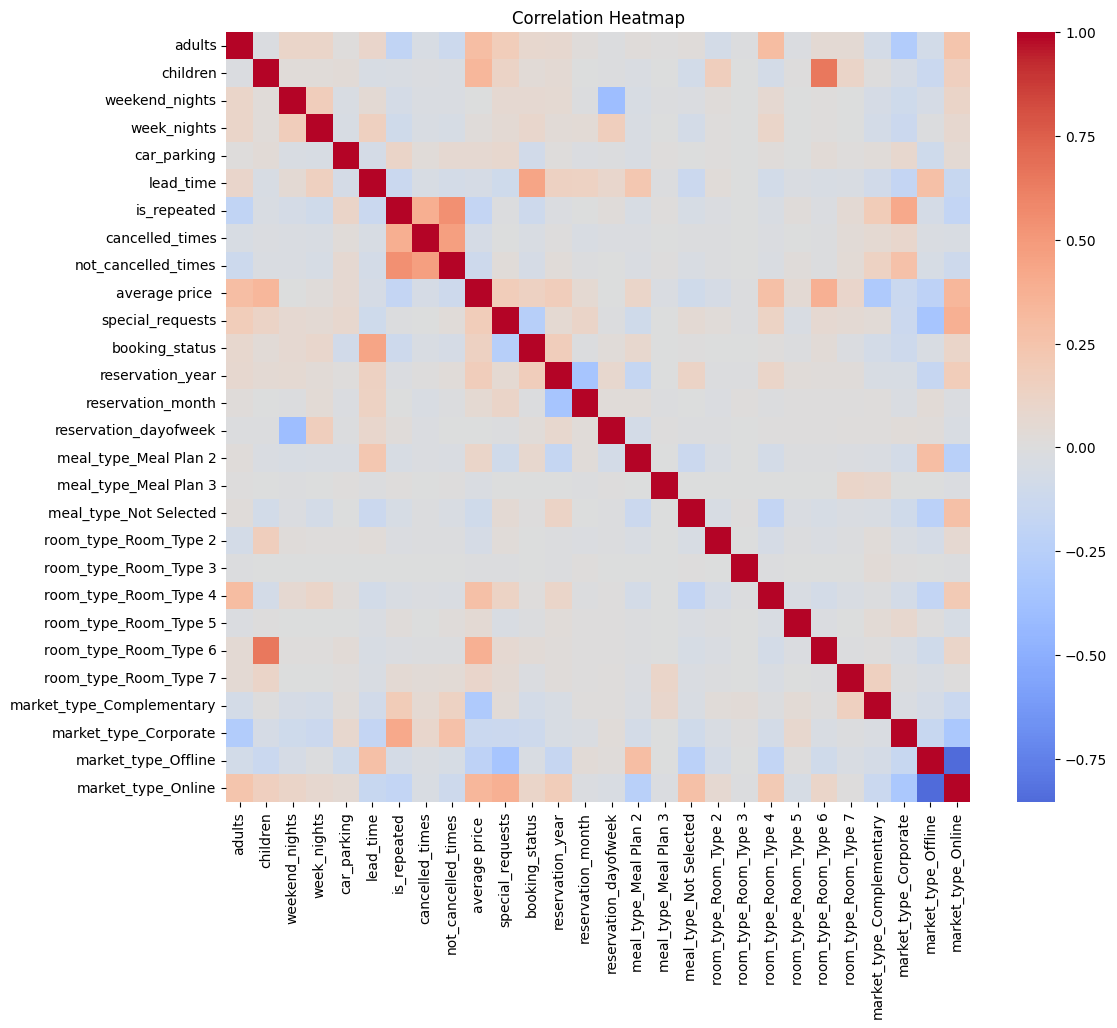 Correlation Heatmap
adults
children
weekend_nights
week_nights
car_parking
lead_time
is_repeated
cancelled_times
not_cancelled_times
average price
special_requests
booking_status
reservation_year
reservation_month
reservation_dayofweek
meal_type_Meal Plan 2
meal_type_Meal Plan 3
meal_type_Not Selected
room_type_Room_Type 2
room_type_Room_Type 3
room_type_Room_Type 4
room_type_Room_Type 5
room_type_Room_Type 6
room_type_Room_Type 7
market_type_Complementary
market_type_Corporate
market_type_Offline
market_type_Online
adults
children
weekend_nights
week_nights
car_parking
lead_time
is_repeated
cancelled_times
not_cancelled_times
average price
special_requests
booking_status
reservation_year
reservation_month
reservation_dayofweek
meal_type_Meal Plan 2
meal_type_Meal Plan 3
meal_type_Not Selected
room_type_Room_Type 2
room_type_Room_Type 3
room_type_Room_Type 4
room_type_Room_Type 5
room_type_Room_Type 6
room_type_Room_Type 7
market_type_Complementary
market_type_Corporate
market_type_Offline
market_type_Online
1.00
0.75
0.50
0.25
0.00
−0.25
−0.50
−0.75